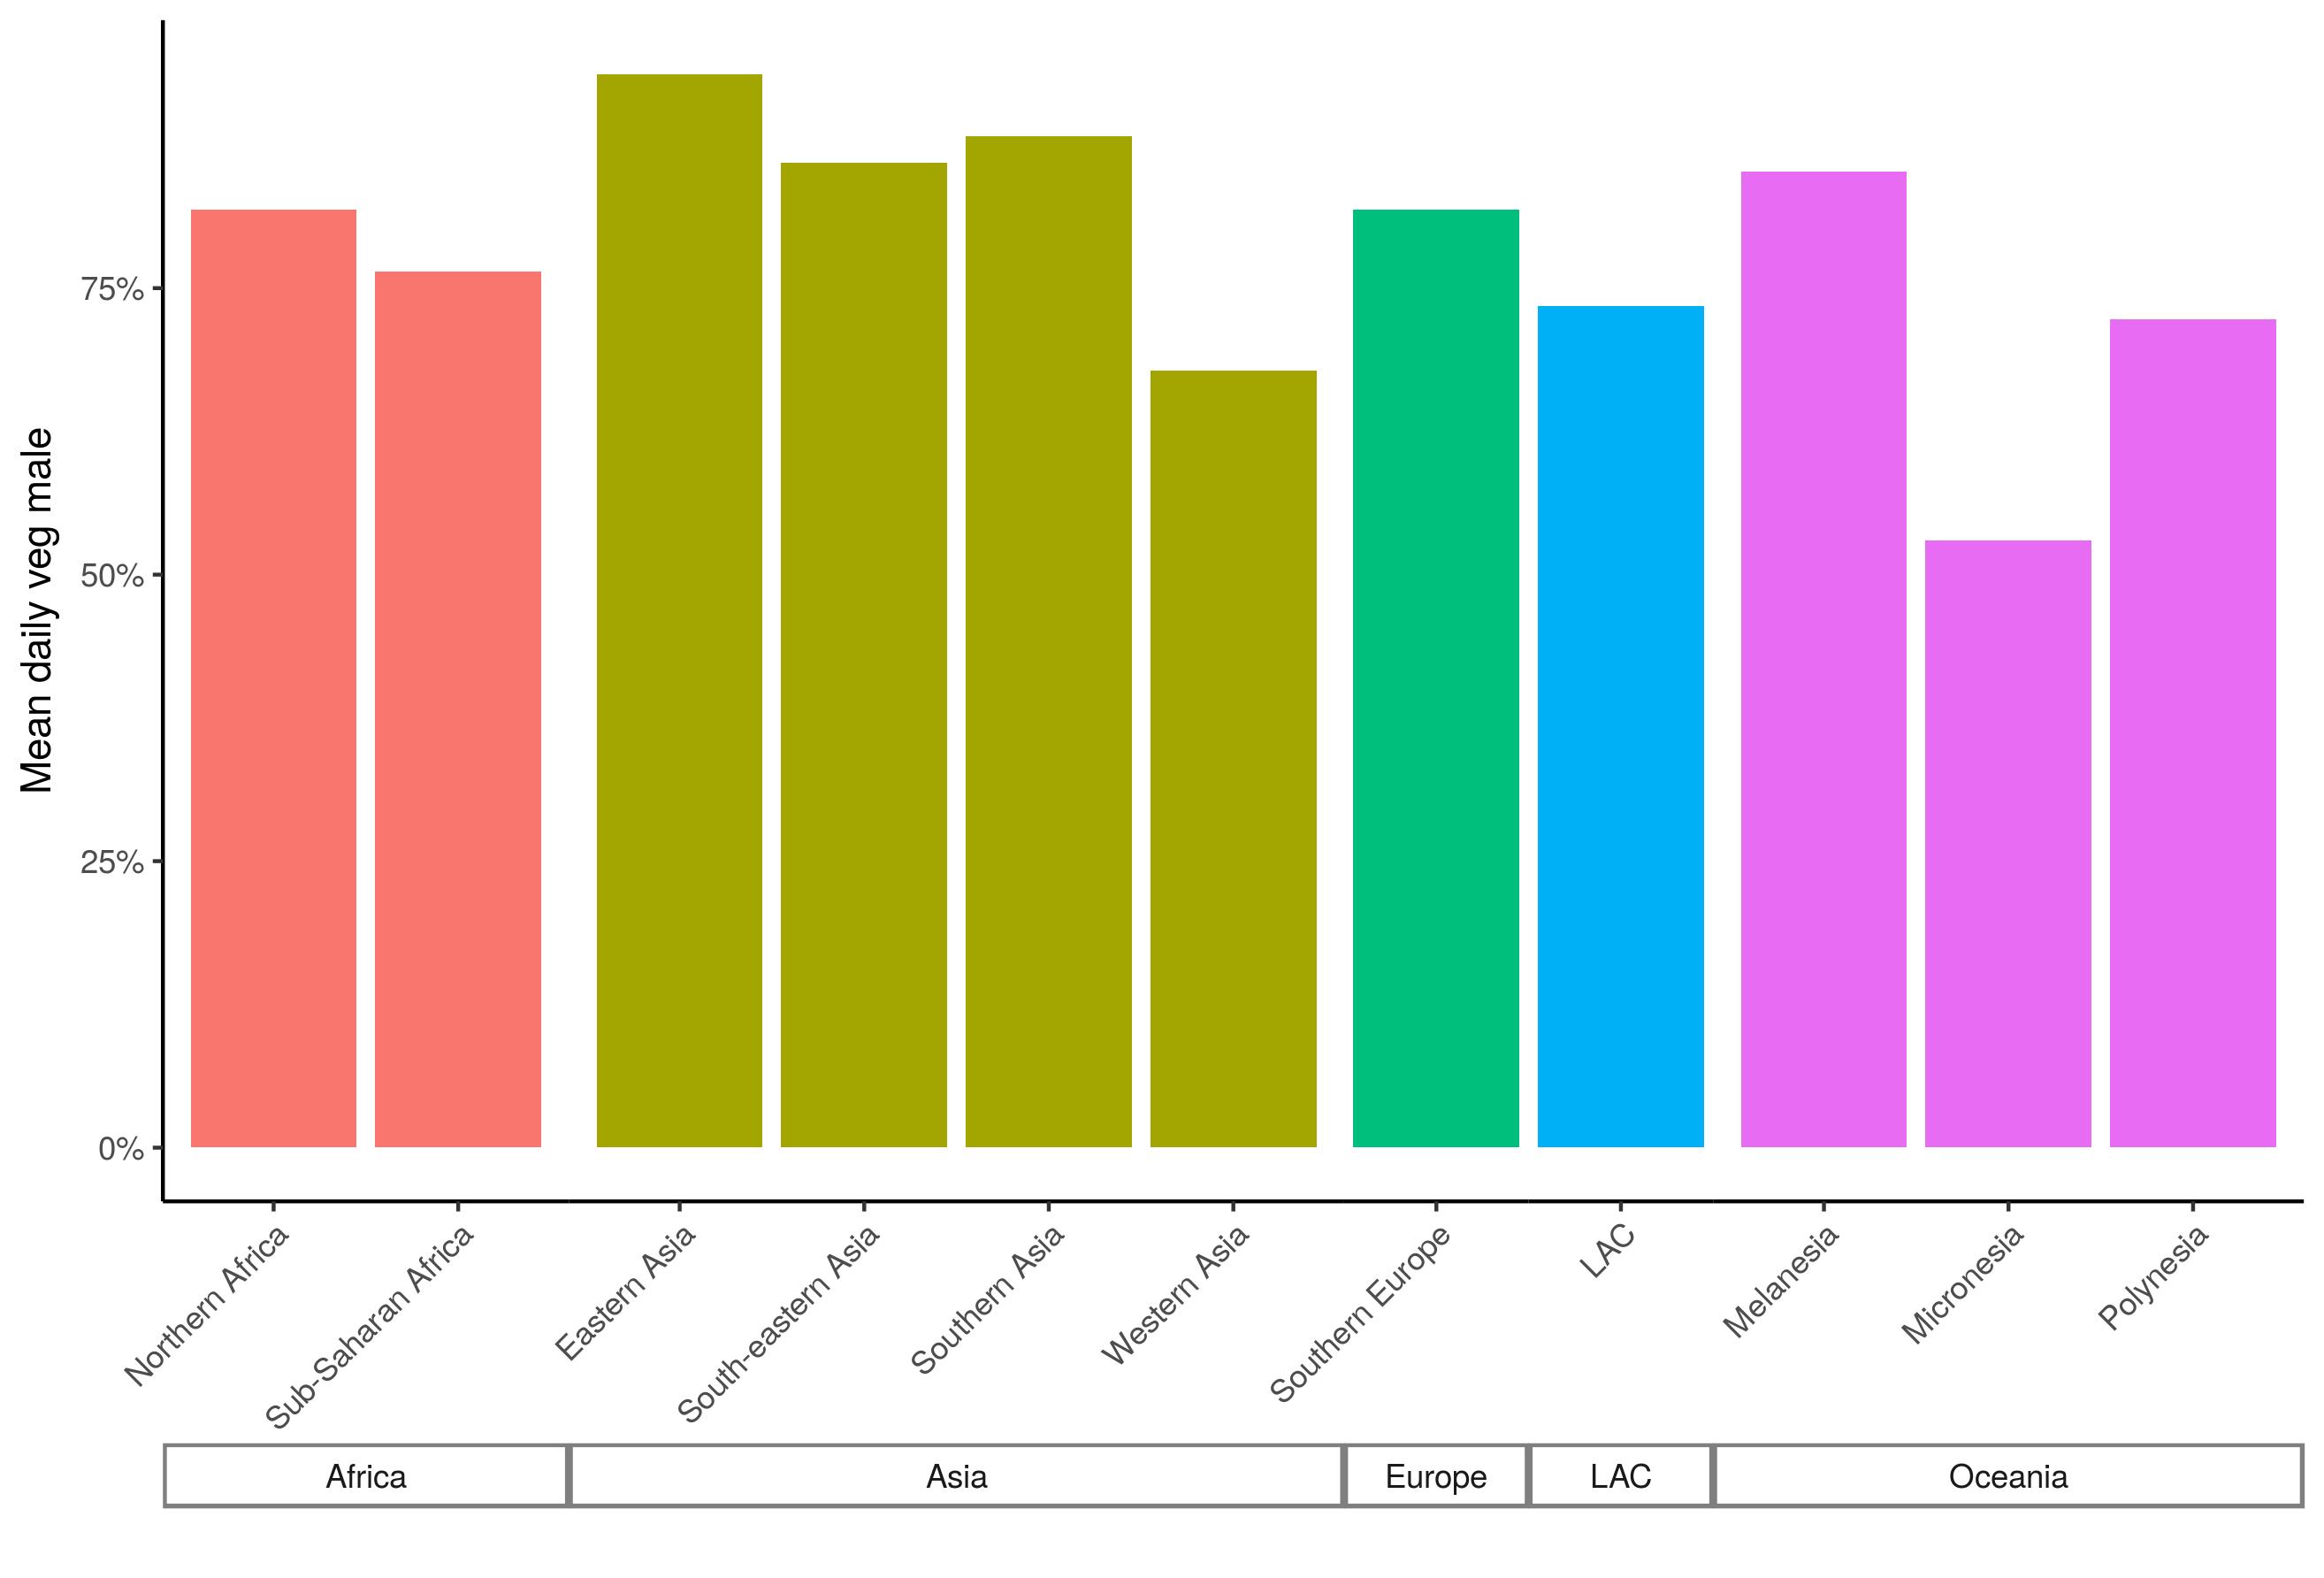 Mean daily veg male
75%
50%
25%
0%
Northern Africa
Sub-Saharan Africa
Eastern Asia
South-eastern Asia
Southern Asia
Western Asia
Southern Europe
LAC
Melanesia
Micronesia
Polynesia
Africa
Asia
Europe
LAC
Oceania